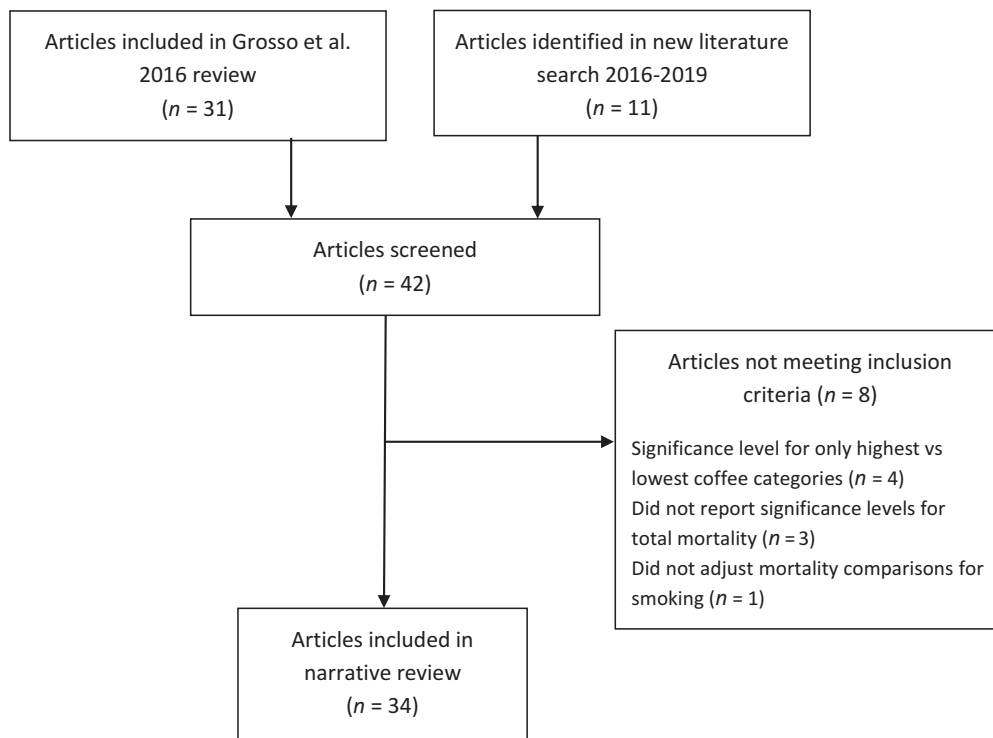 Articles included in Grosso et al.
2016 review
(n = 31)
Articles identified in new literature
search 2016-2019
(n = 11)
Articles screened
(n = 42)
Articles not meeting inclusion
criteria (n = 8)
Significance level for only highest vs
lowest coffee categories (n = 4)
Did not report significance levels for
total mortality (n = 3)
Did not adjust mortality comparisons for
smoking (n = 1)
Articles included in
narrative review
(n = 34)